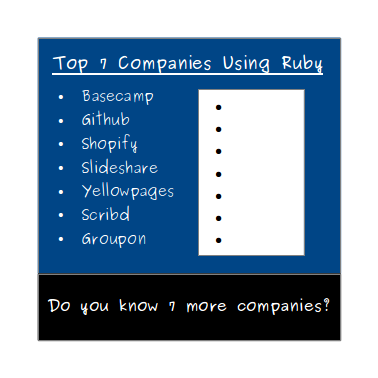 Top 7 Companies Using Ruby
• Basecamp
• Github
• Shopify
• Slideshare
• Yellowpages
• Scribd
• Groupon
Do you know 7 more companies?